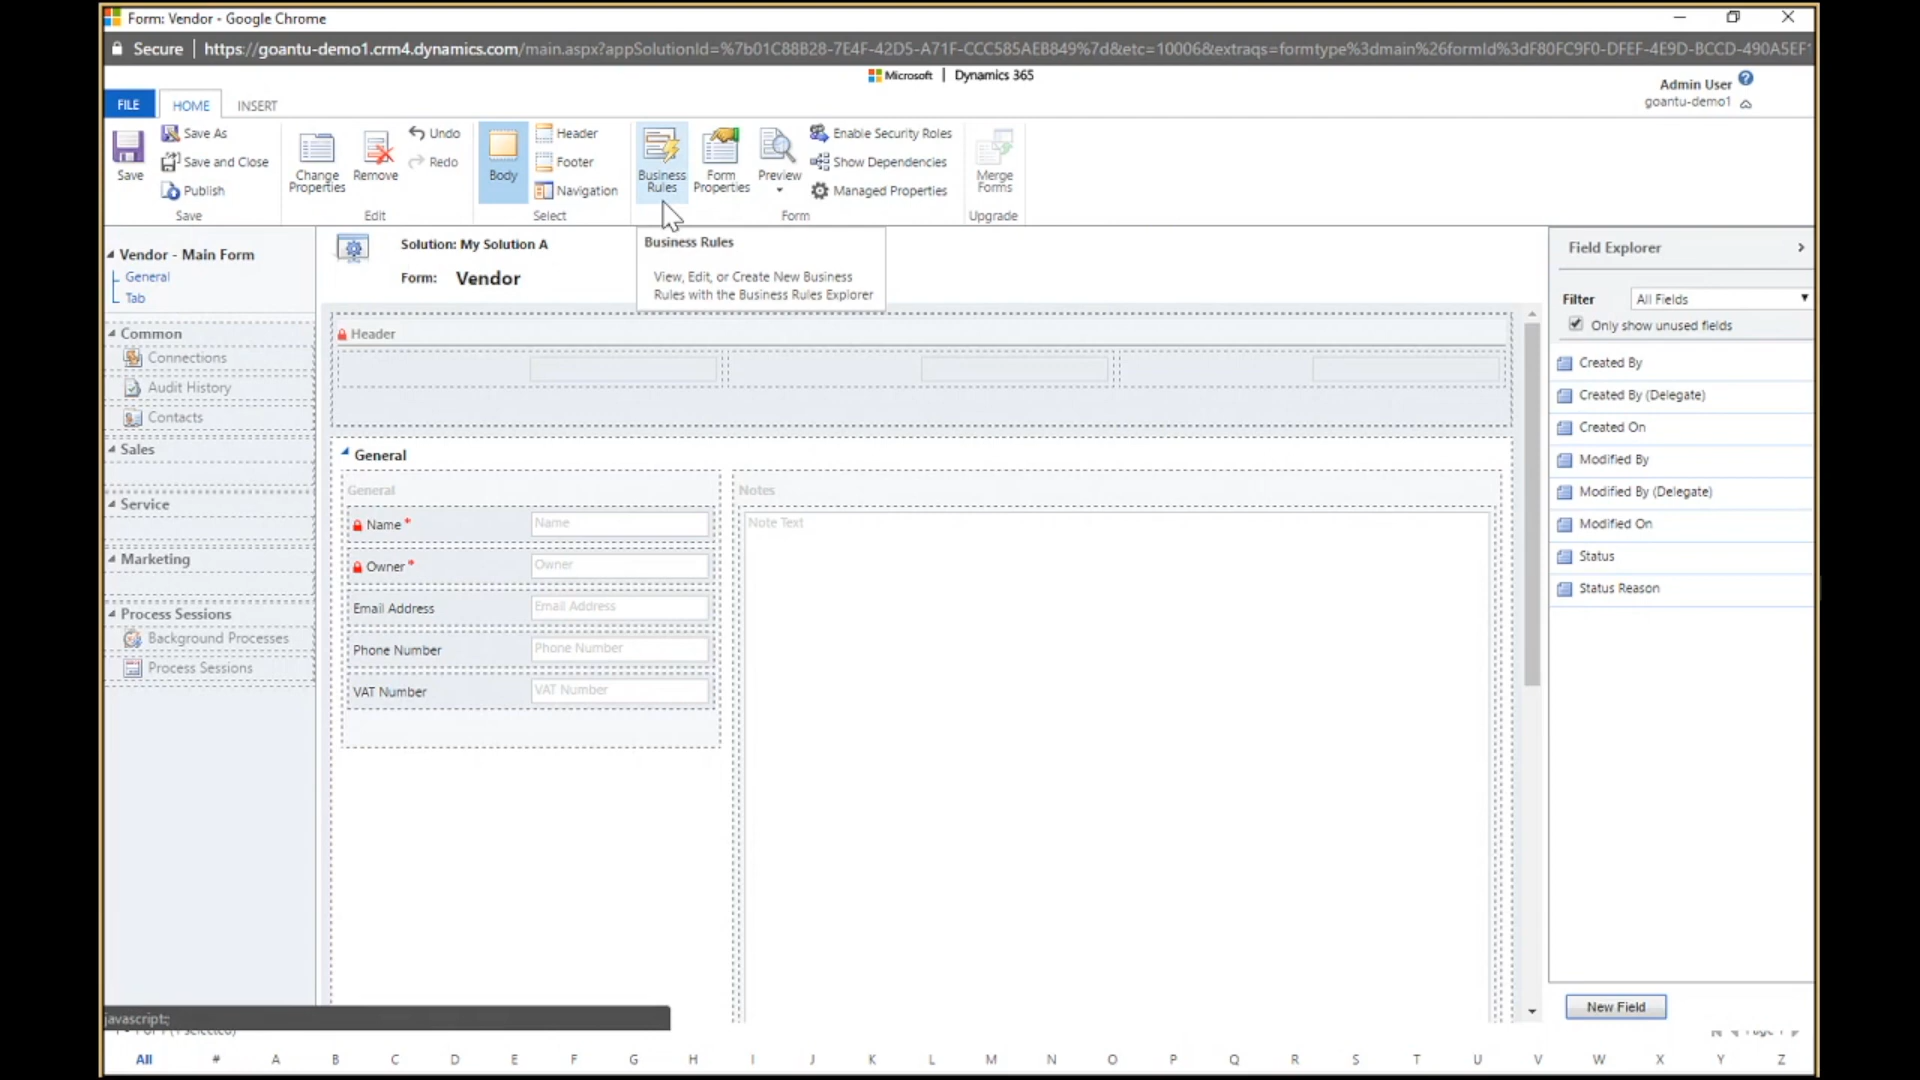 Form: Vendor - Google Chrome
Secure | https://goantu-demo1.crm4.dynamics.com/main.aspx?appSolutionId=%7b01C88B28-7E4F-42D5-A71F-CCC585AEB849%7d&etc=10006&extraqs=formtype%3dmain%26formId%3dF80FC9F0-DFEF-4E9D-BCCD-490A5EF
Microsoft | Dynamics 365
Admin User
goantu-demo1
FILE HOME INSERT
Save
Save As
Save and Close
Publish
Save
Change Properties
Remove
Undo
Redo
Edit
Body
Header
Footer
Navigation
Select
Business Rules
Form Properties
Preview
Enable Security Roles
Show Dependencies
Managed Properties
Form
Merge Forms
Upgrade
Business Rules
View, Edit, or Create New Business
Rules with the Business Rules Explorer
Vendor - Main Form
General
Tab
Common
Connections
Audit History
Contacts
Sales
Service
Marketing
Process Sessions
Background Processes
Process Sessions
Solution: My Solution A
Form: Vendor
Header
General
General
Name * Name
Owner * Owner
Email Address Email Address
Phone Number Phone Number
VAT Number VAT Number
Notes
Note Text
Field Explorer
Filter All Fields
Only show unused fields
Created By
Created By (Delegate)
Created On
Modified By
Modified By (Delegate)
Modified On
Status
Status Reason
New Field
javascript:;
All # A B C D E F G H I J K L M N O P Q R S T U V W X Y Z